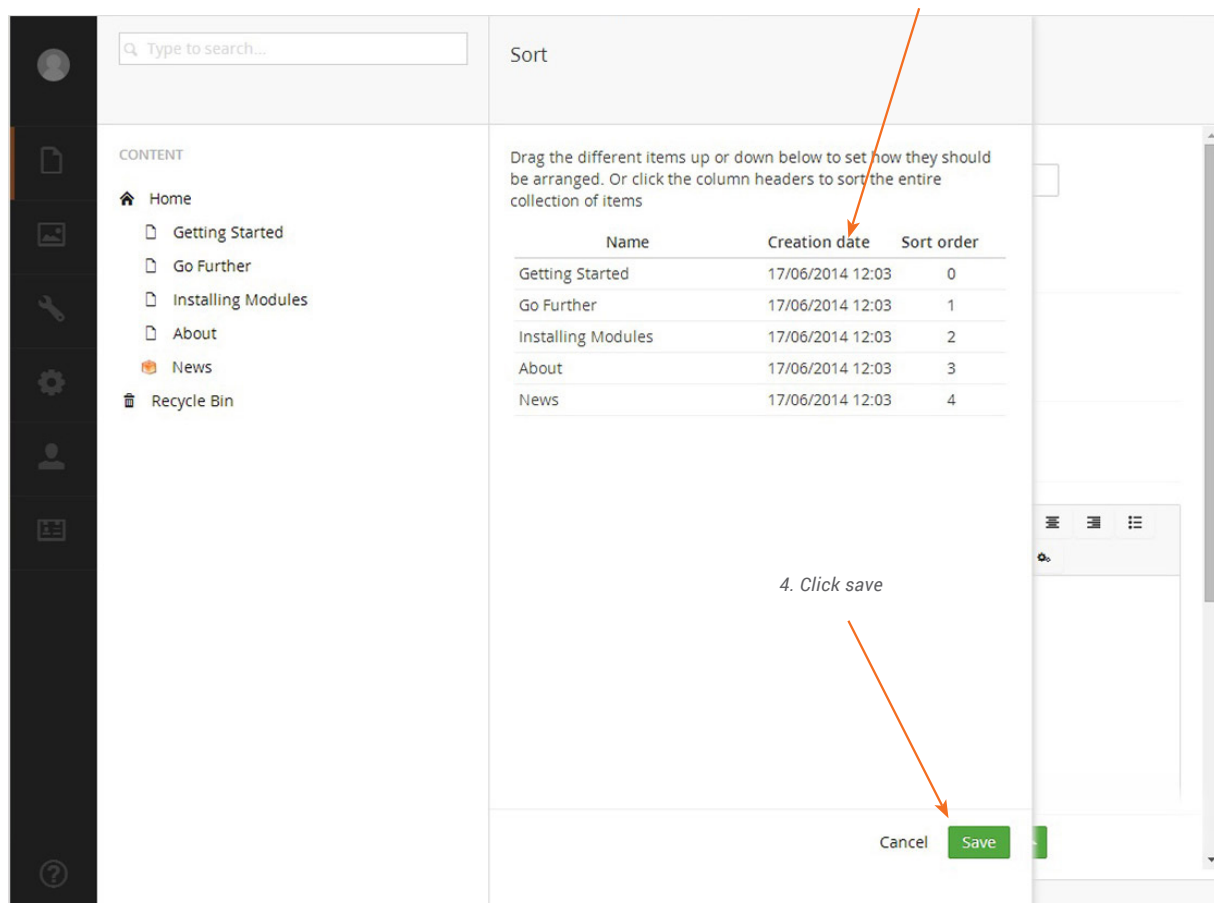 Type to search...
Sort
CONTENT
Home
Getting Started
Go Further
Installing Modules
About
News
Recycle Bin
Drag the different items up or down below to set how they should
be arranged. Or click the column headers to sort the entire
collection of items
Name Creation date Sort order
Getting Started 17/06/2014 12:03 0
Go Further 17/06/2014 12:03 1
Installing Modules 17/06/2014 12:03 2
About 17/06/2014 12:03 3
News 17/06/2014 12:03 4
4. Click save
Cancel Save